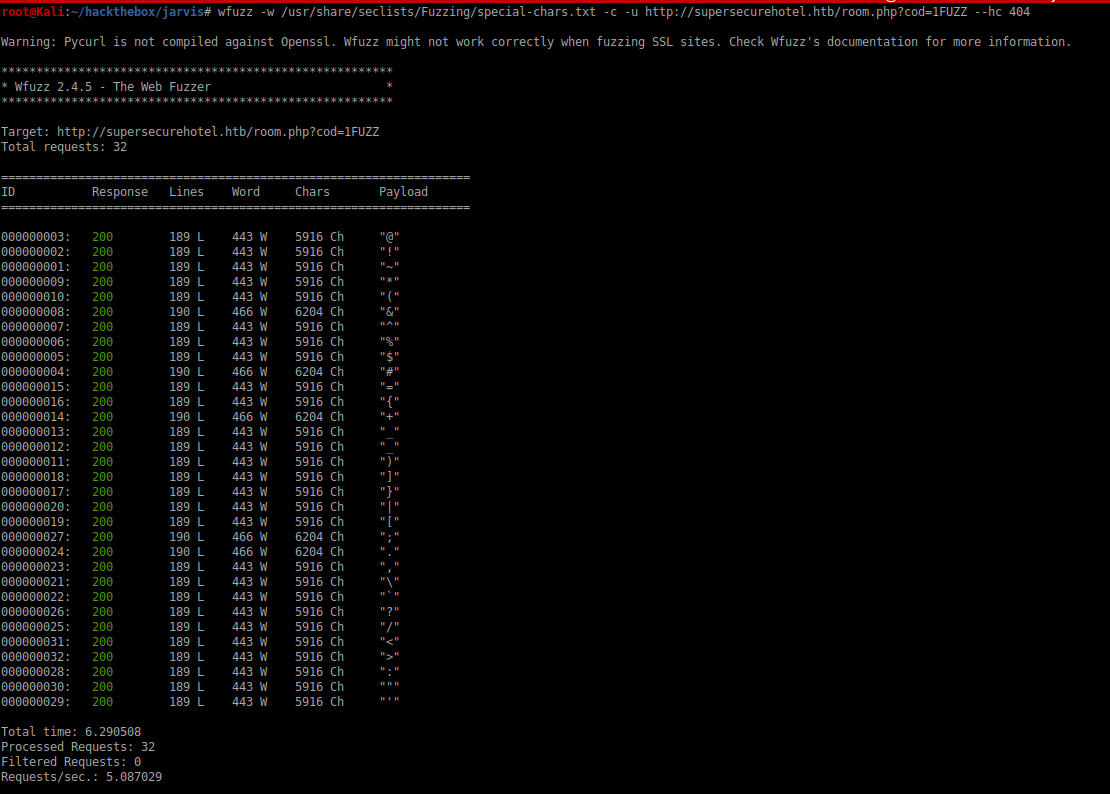 root@Kali:~/hackthebox/jarvis# wfuzz -w /usr/share/seclists/Fuzzing/special-chars.txt -c -u http://supersecurehotel.htb/room.php?cod=1FUZZ --hc 404
Warning: Pycurl is not compiled against Openssl. Wfuzz might not work correctly when fuzzing SSL sites. Check Wfuzz's documentation for more information.
********************************************************
* Wfuzz 2.4.5 - The Web Fuzzer                         *
********************************************************
Target: http://supersecurehotel.htb/room.php?cod=1FUZZ
Total requests: 32
===================================================================
ID           Response   Lines    Word     Chars       Payload
===================================================================
000000003:   200        189 L    443 W    5916 Ch     "@"
000000002:   200        189 L    443 W    5916 Ch     "!"
000000001:   200        189 L    443 W    5916 Ch     "~"
000000009:   200        189 L    443 W    5916 Ch     "*"
000000010:   200        189 L    443 W    5916 Ch     "("
000000008:   200        190 L    466 W    6204 Ch     "&"
000000007:   200        189 L    443 W    5916 Ch     "^"
000000006:   200        189 L    443 W    5916 Ch     "%"
000000005:   200        189 L    443 W    5916 Ch     "$"
000000004:   200        190 L    466 W    6204 Ch     "#"
000000015:   200        189 L    443 W    5916 Ch     "="
000000016:   200        189 L    443 W    5916 Ch     "{"
000000014:   200        190 L    466 W    6204 Ch     "+"
000000013:   200        189 L    443 W    5916 Ch     "_"
000000012:   200        189 L    443 W    5916 Ch     "_"
000000011:   200        189 L    443 W    5916 Ch     ")"
000000018:   200        189 L    443 W    5916 Ch     "]"
000000017:   200        189 L    443 W    5916 Ch     "}"
000000020:   200        189 L    443 W    5916 Ch     "|"
000000019:   200        189 L    443 W    5916 Ch     "["
000000027:   200        190 L    466 W    6204 Ch     ";"
000000024:   200        190 L    466 W    6204 Ch     "."
000000023:   200        189 L    443 W    5916 Ch     ","
000000021:   200        189 L    443 W    5916 Ch     "\"
000000022:   200        189 L    443 W    5916 Ch     "`"
000000026:   200        189 L    443 W    5916 Ch     "?"
000000025:   200        189 L    443 W    5916 Ch     "/"
000000031:   200        189 L    443 W    5916 Ch     "<"
000000032:   200        189 L    443 W    5916 Ch     ">"
000000028:   200        189 L    443 W    5916 Ch     ":"
000000030:   200        189 L    443 W    5916 Ch     """
000000029:   200        189 L    443 W    5916 Ch     "'"
Total time: 6.290508
Processed Requests: 32
Filtered Requests: 0
Requests/sec.: 5.087029